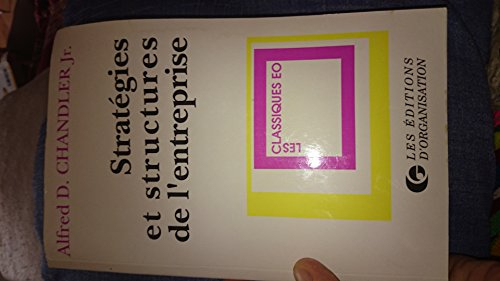 Alfred D. CHANDLER Jr.
Stratégies
et structures
de l'entreprise
LES
CLASSIQUES EO
LES ÉDITIONS
D'ORGANISATION